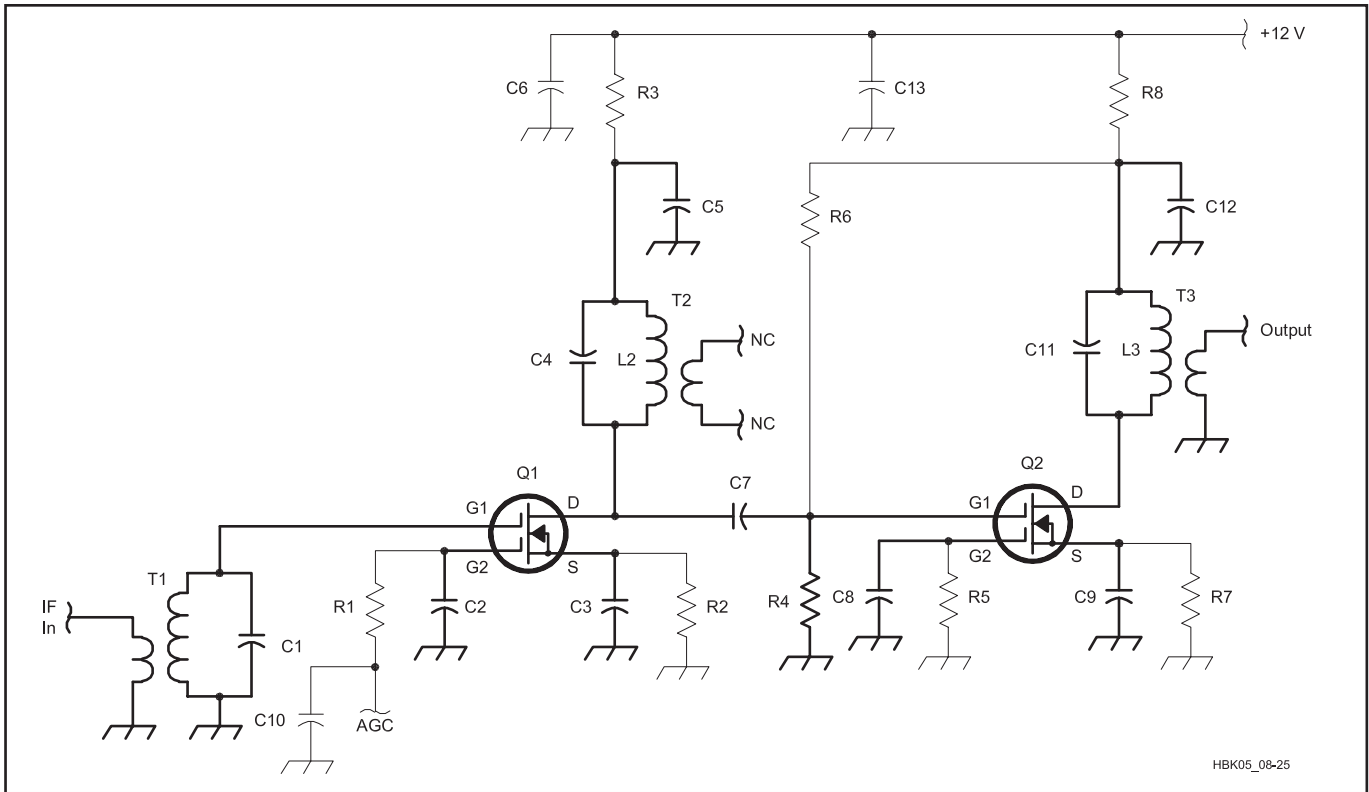 +12 V
C6
R3
C13
R8
C5
R6
C12
T2
T3
C4
L2
NC
NC
C11
L3
Output
Q1
Q2
C7
G1
D
G2
S
G1
D
G2
S
T1
IF
In
C1
R1
C2
C3
R2
R4
C8
R5
C9
R7
C10
AGC
HBK05_08-25